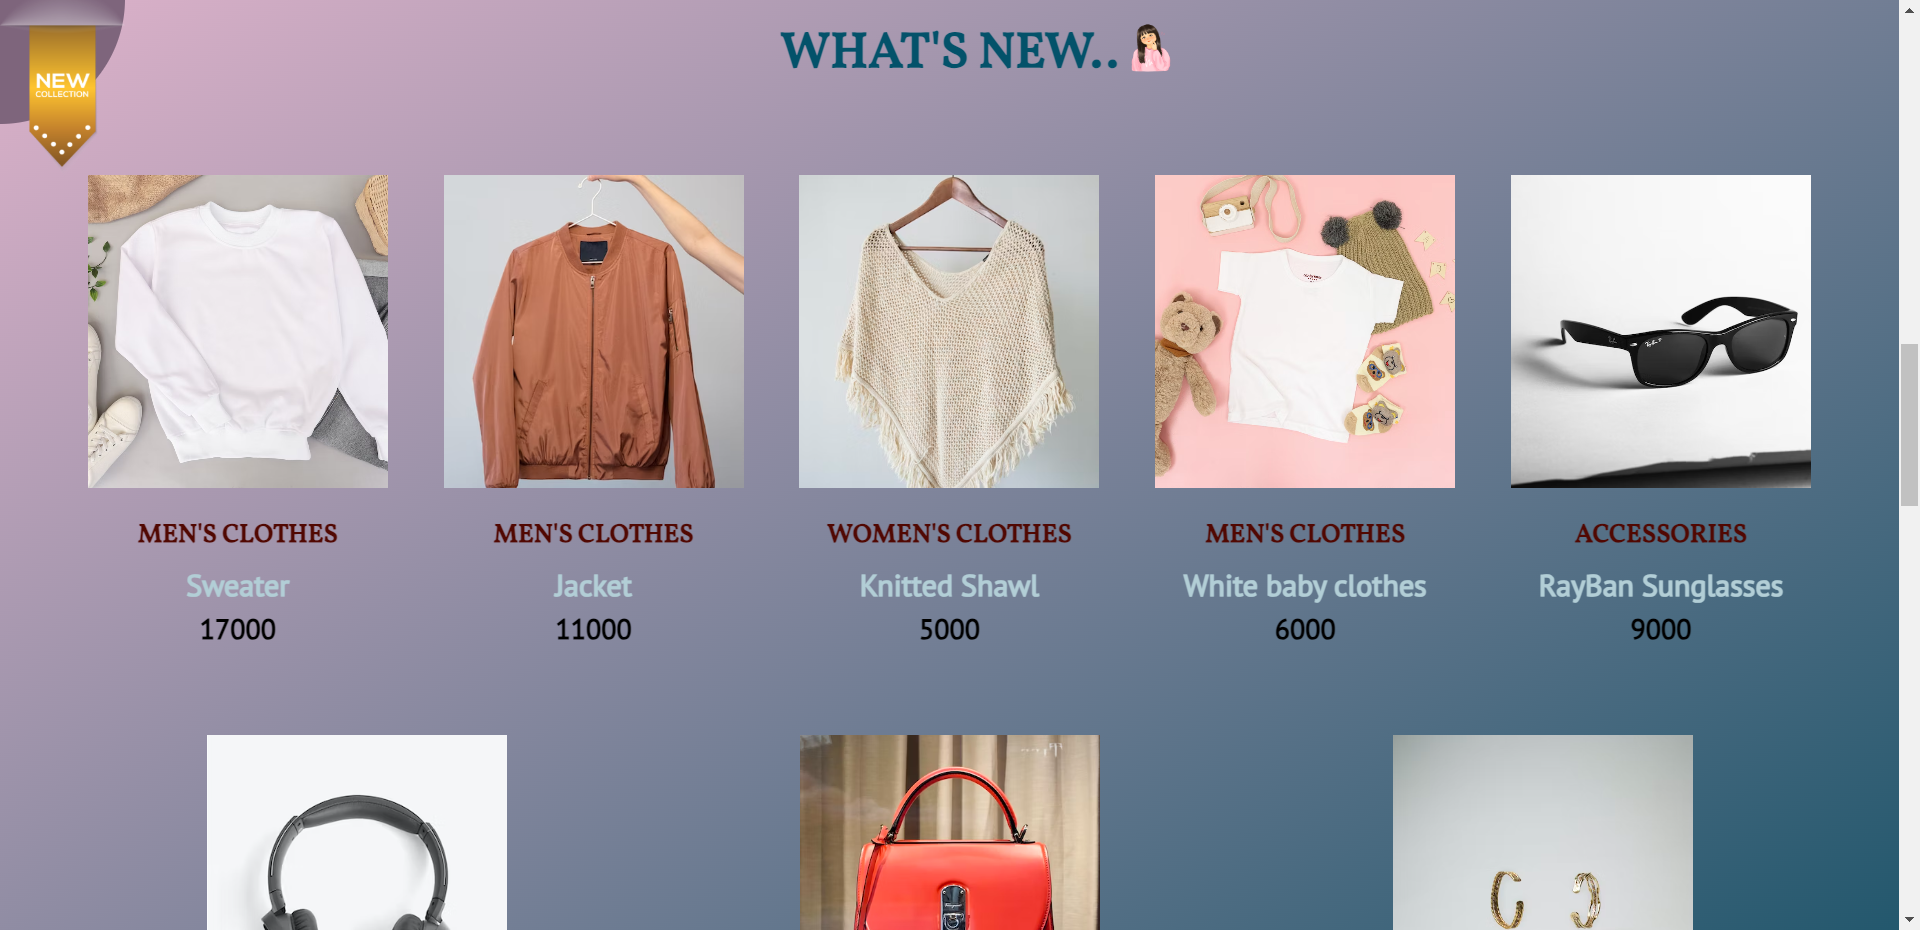 WHAT'S NEW..
NEW
COLLECTION
MEN'S CLOTHES
Sweater
17000
MEN'S CLOTHES
Jacket
11000
WOMEN'S CLOTHES
Knitted Shawl
5000
MEN'S CLOTHES
White baby clothes
6000
ACCESSORIES
RayBan Sunglasses
9000